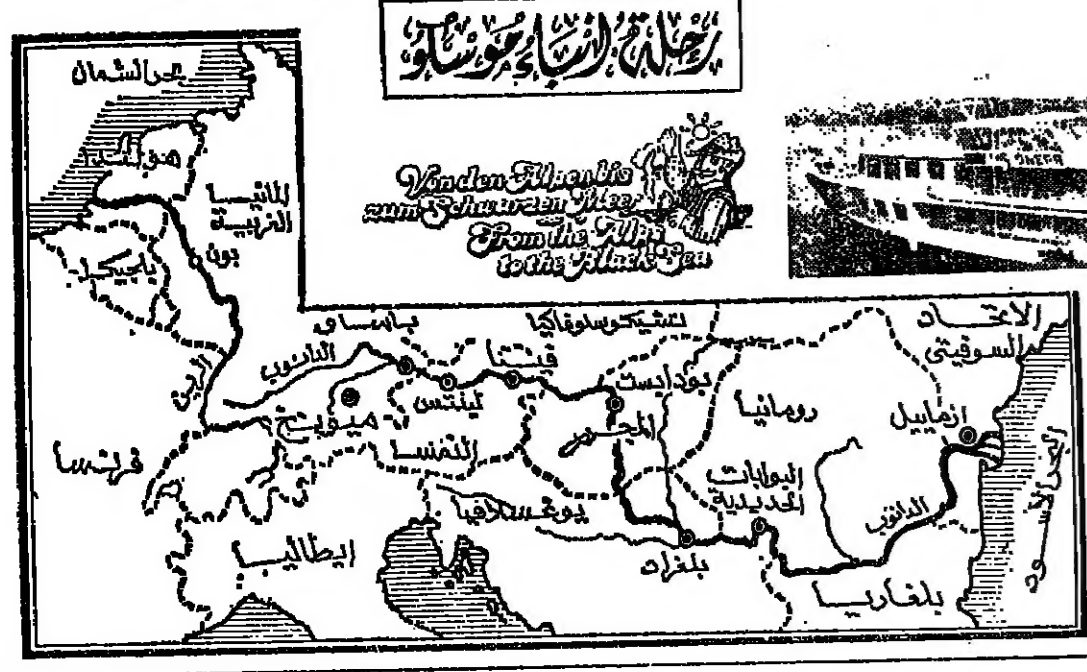 رحلة أنباء موسكو
Von den Alpen bis
zum Schwarzen Meer
From the Alps
to the Black Sea
بحر الشمال
هولندا
المانيا
الغربية
بون
بلجيكا
الراين
فرنسا
الدانوب
باساو
ميونيخ
لينتس
فيينا
النمسا
إيطاليا
تشيكوسلوفاكيا
بودابست
المجر
يوغسلافيا
بلغراد
رومانيا
البوابات
الحديدية
الاتحاد
السوفيتي
ازماييل
الدانوب
بلغاريا
البحر الأسود